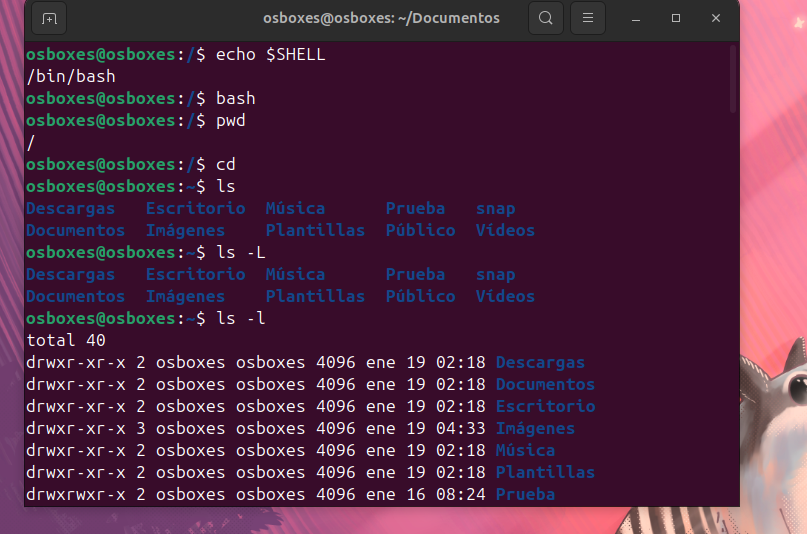 osboxes@osboxes: ~/Documentos
osboxes@osboxes:/$ echo $SHELL
/bin/bash
osboxes@osboxes:/$ bash
osboxes@osboxes:/$ pwd
/
osboxes@osboxes:/$ cd
osboxes@osboxes:~$ ls
Descargas   Escritorio  Música      Prueba   snap
Documentos  Imágenes    Plantillas  Público  Vídeos
osboxes@osboxes:~$ ls -L
Descargas   Escritorio  Música      Prueba   snap
Documentos  Imágenes    Plantillas  Público  Vídeos
osboxes@osboxes:~$ ls -l
total 40
drwxr-xr-x 2 osboxes osboxes 4096 ene 19 02:18 Descargas
drwxr-xr-x 2 osboxes osboxes 4096 ene 19 02:18 Documentos
drwxr-xr-x 2 osboxes osboxes 4096 ene 19 02:18 Escritorio
drwxr-xr-x 3 osboxes osboxes 4096 ene 19 04:33 Imágenes
drwxr-xr-x 2 osboxes osboxes 4096 ene 19 02:18 Música
drwxr-xr-x 2 osboxes osboxes 4096 ene 19 02:18 Plantillas
drwxrwxr-x 2 osboxes osboxes 4096 ene 16 08:24 Prueba